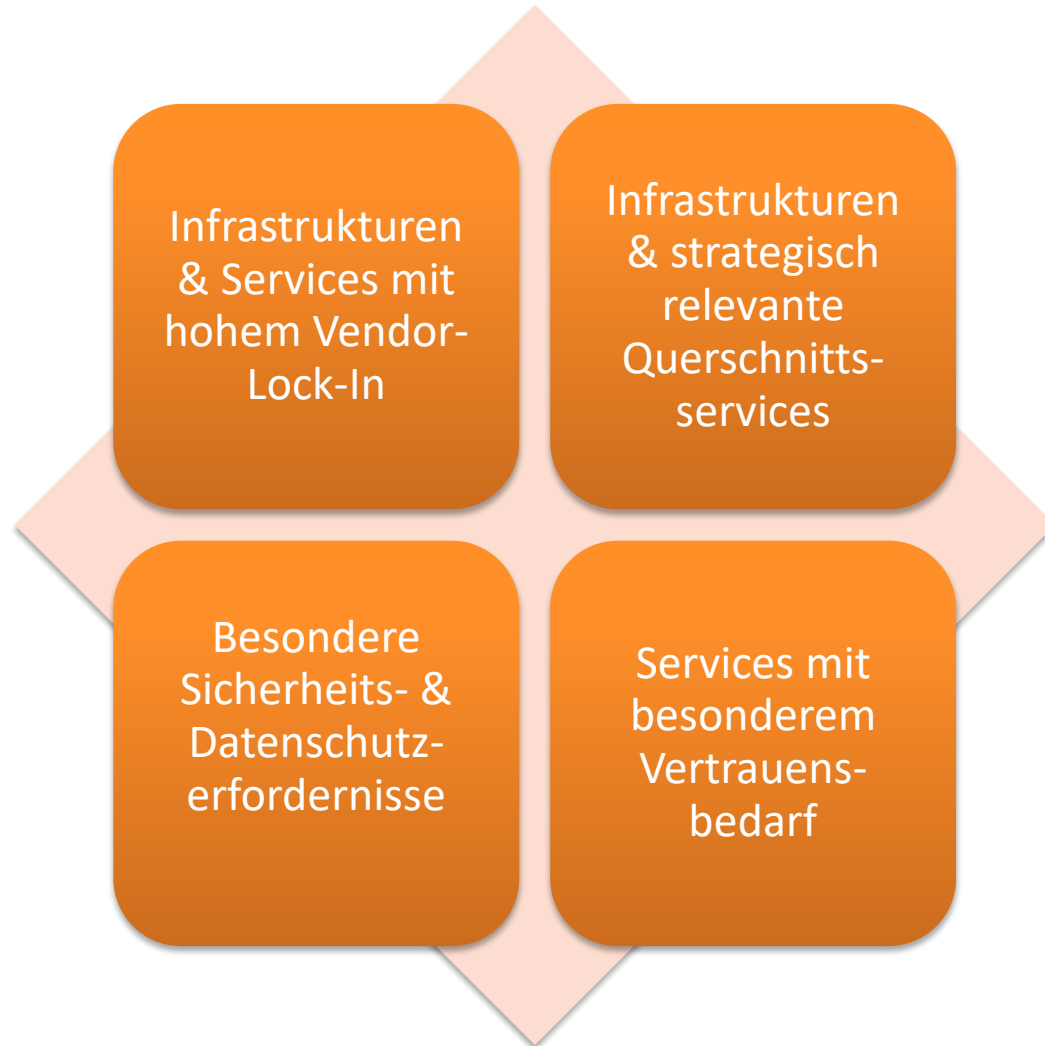 Infrastrukturen
& Services mit
hohem Vendor-
Lock-In
Infrastrukturen
& strategisch
relevante
Querschnitts-
services
Besondere
Sicherheits- &
Datenschutz-
erfordernisse
Services mit
besonderem
Vertrauens-
bedarf